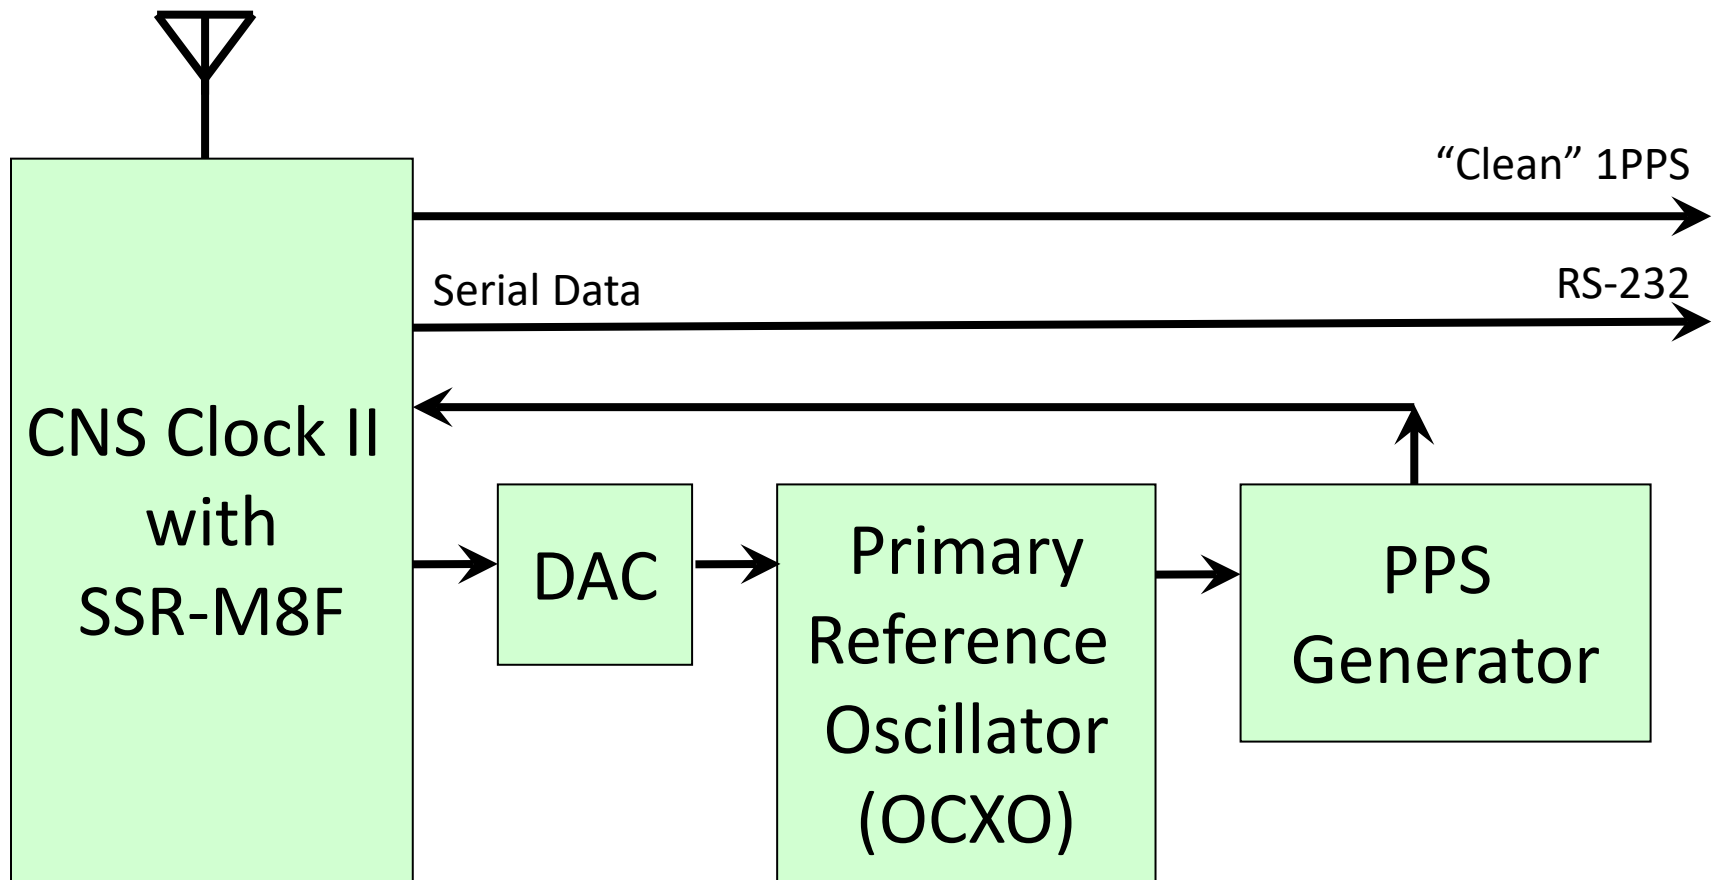 “Clean” 1PPS
Serial Data
RS-232
CNS Clock II
with
SSR-M8F
DAC
Primary
Reference
Oscillator
(OCXO)
PPS
Generator